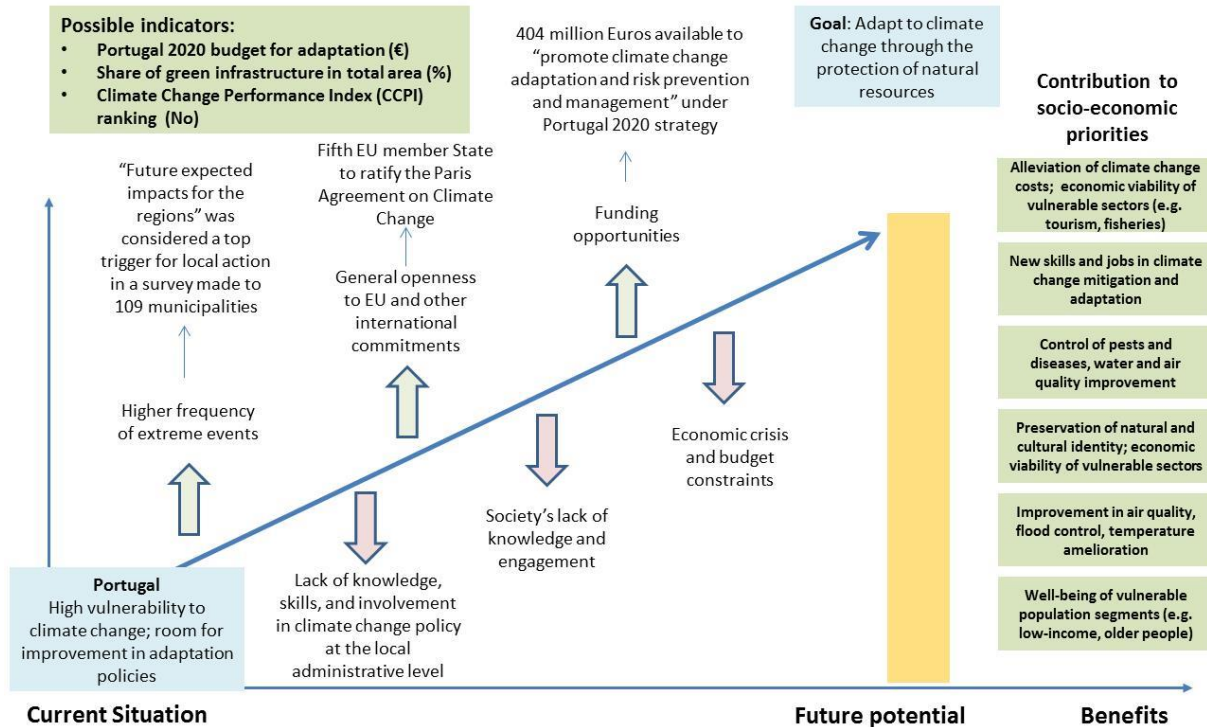 Possible indicators:
• Portugal 2020 budget for adaptation (€)
• Share of green infrastructure in total area (%)
• Climate Change Performance Index (CCPI)
ranking (No)
404 million Euros available to
“promote climate change
adaptation and risk prevention
and management” under
Portugal 2020 strategy
Goal: Adapt to climate
change through the
protection of natural
resources
Contribution to
socio-economic
priorities
“Future expected
impacts for the
regions” was
considered a top
trigger for local action
in a survey made to
109 municipalities
Fifth EU member State
to ratify the Paris
Agreement on Climate
Change
Funding
opportunities
General openness
to EU and other
international
commitments
Higher frequency
of extreme events
Economic crisis
and budget
constraints
Society’s lack of
knowledge and
engagement
Lack of knowledge,
skills, and involvement
in climate change policy
at the local
administrative level
Portugal
High vulnerability to
climate change; room for
improvement in adaptation
policies
Alleviation of climate change
costs; economic viability of
vulnerable sectors (e.g.
tourism, fisheries)
New skills and jobs in climate
change mitigation and
adaptation
Control of pests and
diseases, water and air
quality improvement
Preservation of natural and
cultural identity; economic
viability of vulnerable sectors
Improvement in air quality,
flood control, temperature
amelioration
Well-being of vulnerable
population segments (e.g.
low-income, older people)
Current Situation
Future potential
Benefits